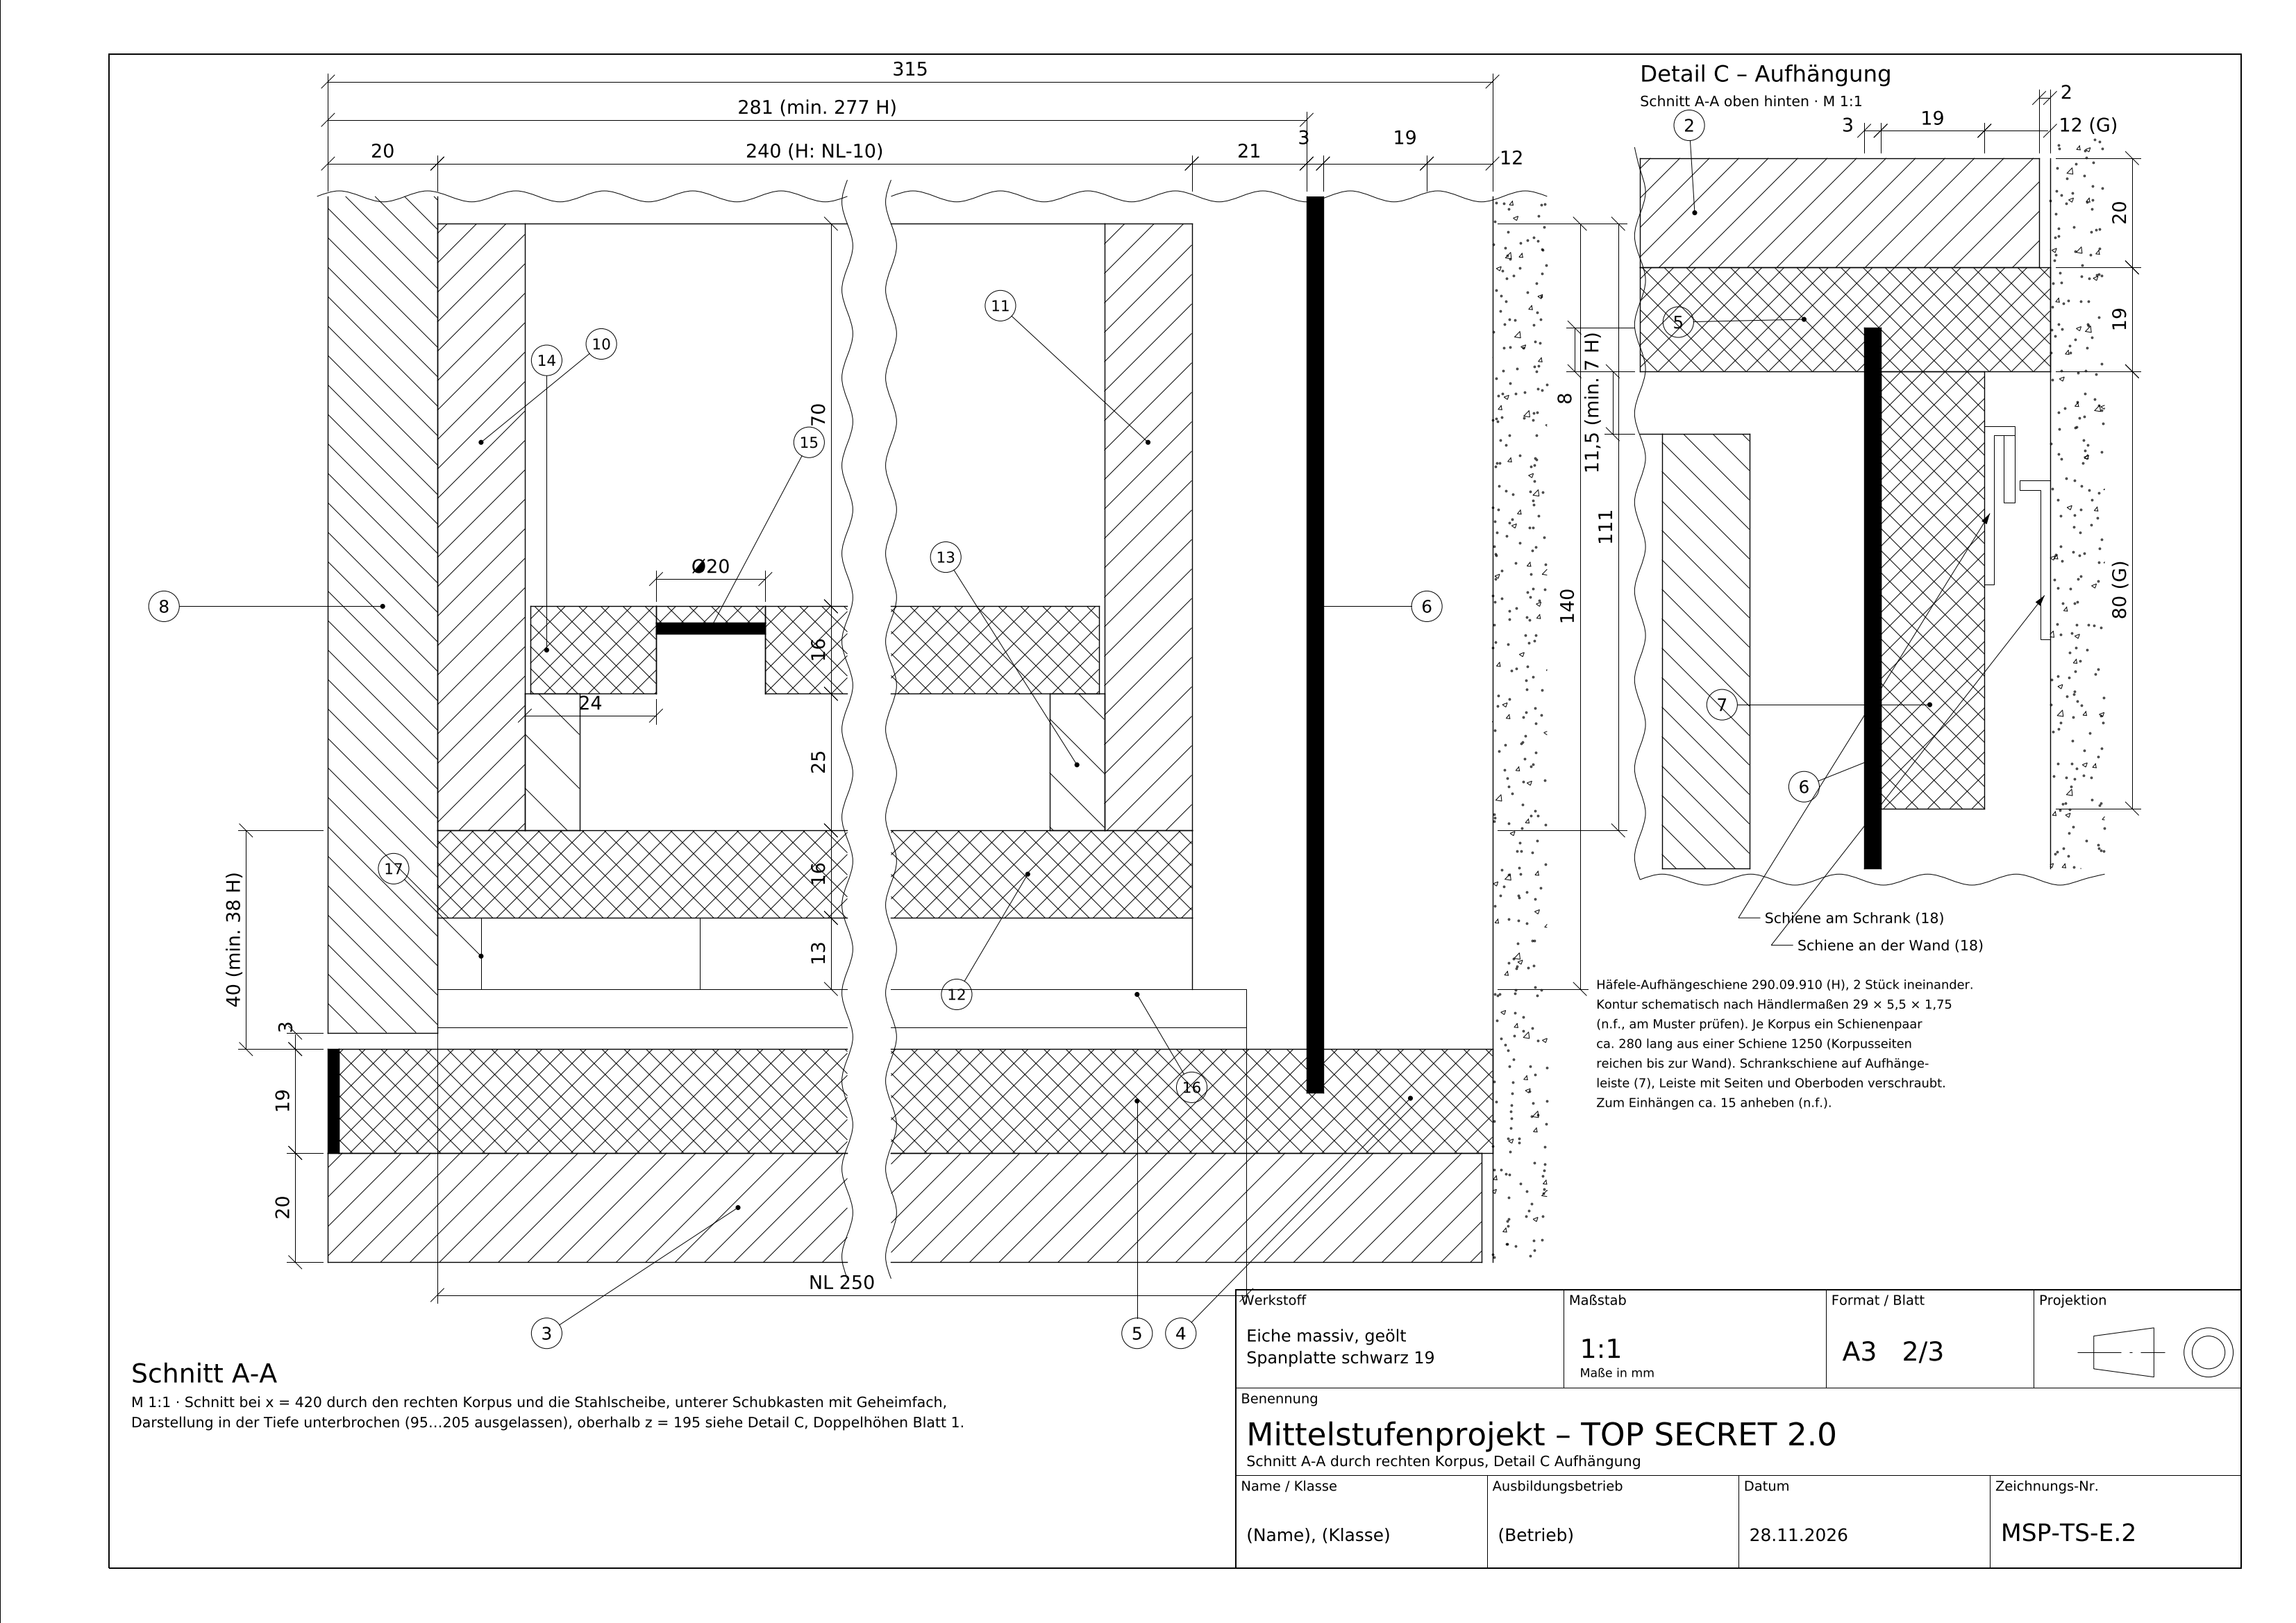 315
281 (min. 277 H)
20
240 (H: NL-10)
21
3
19
12
Detail C – Aufhängung
Schnitt A-A oben hinten · M 1:1
2
3
19
2
12 (G)
20
19
80 (G)
5
7
6
8
11,5 (min. 7 H)
111
140
Schiene am Schrank (18)
Schiene an der Wand (18)
Häfele-Aufhängeschiene 290.09.910 (H), 2 Stück ineinander.
Kontur schematisch nach Händlermaßen 29 × 5,5 × 1,75
(n.f., am Muster prüfen). Je Korpus ein Schienenpaar
ca. 280 lang aus einer Schiene 1250 (Korpusseiten
reichen bis zur Wand). Schrankschiene auf Aufhänge-
leiste (7), Leiste mit Seiten und Oberboden verschraubt.
Zum Einhängen ca. 15 anheben (n.f.).
11
10
14
70
15
13
Ø20
8
6
16
24
25
17
16
12
13
40 (min. 38 H)
3
16
19
20
NL 250
3
5
4
Schnitt A-A
M 1:1 · Schnitt bei x = 420 durch den rechten Korpus und die Stahlscheibe, unterer Schubkasten mit Geheimfach,
Darstellung in der Tiefe unterbrochen (95…205 ausgelassen), oberhalb z = 195 siehe Detail C, Doppelhöhen Blatt 1.
Werkstoff
Eiche massiv, geölt
Spanplatte schwarz 19
Maßstab
1:1
Maße in mm
Format / Blatt
A3 2/3
Projektion
Benennung
Mittelstufenprojekt – TOP SECRET 2.0
Schnitt A-A durch rechten Korpus, Detail C Aufhängung
Name / Klasse
(Name), (Klasse)
Ausbildungsbetrieb
(Betrieb)
Datum
28.11.2026
Zeichnungs-Nr.
MSP-TS-E.2